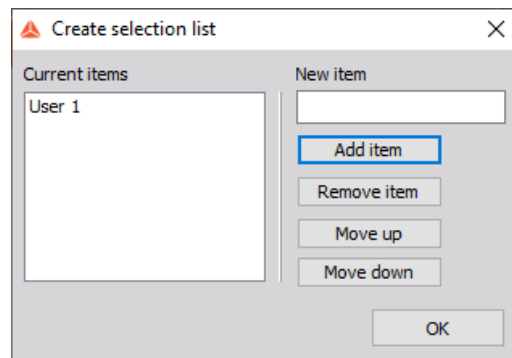 Create selection list
Current items
User 1
New item
Add item
Remove item
Move up
Move down
OK